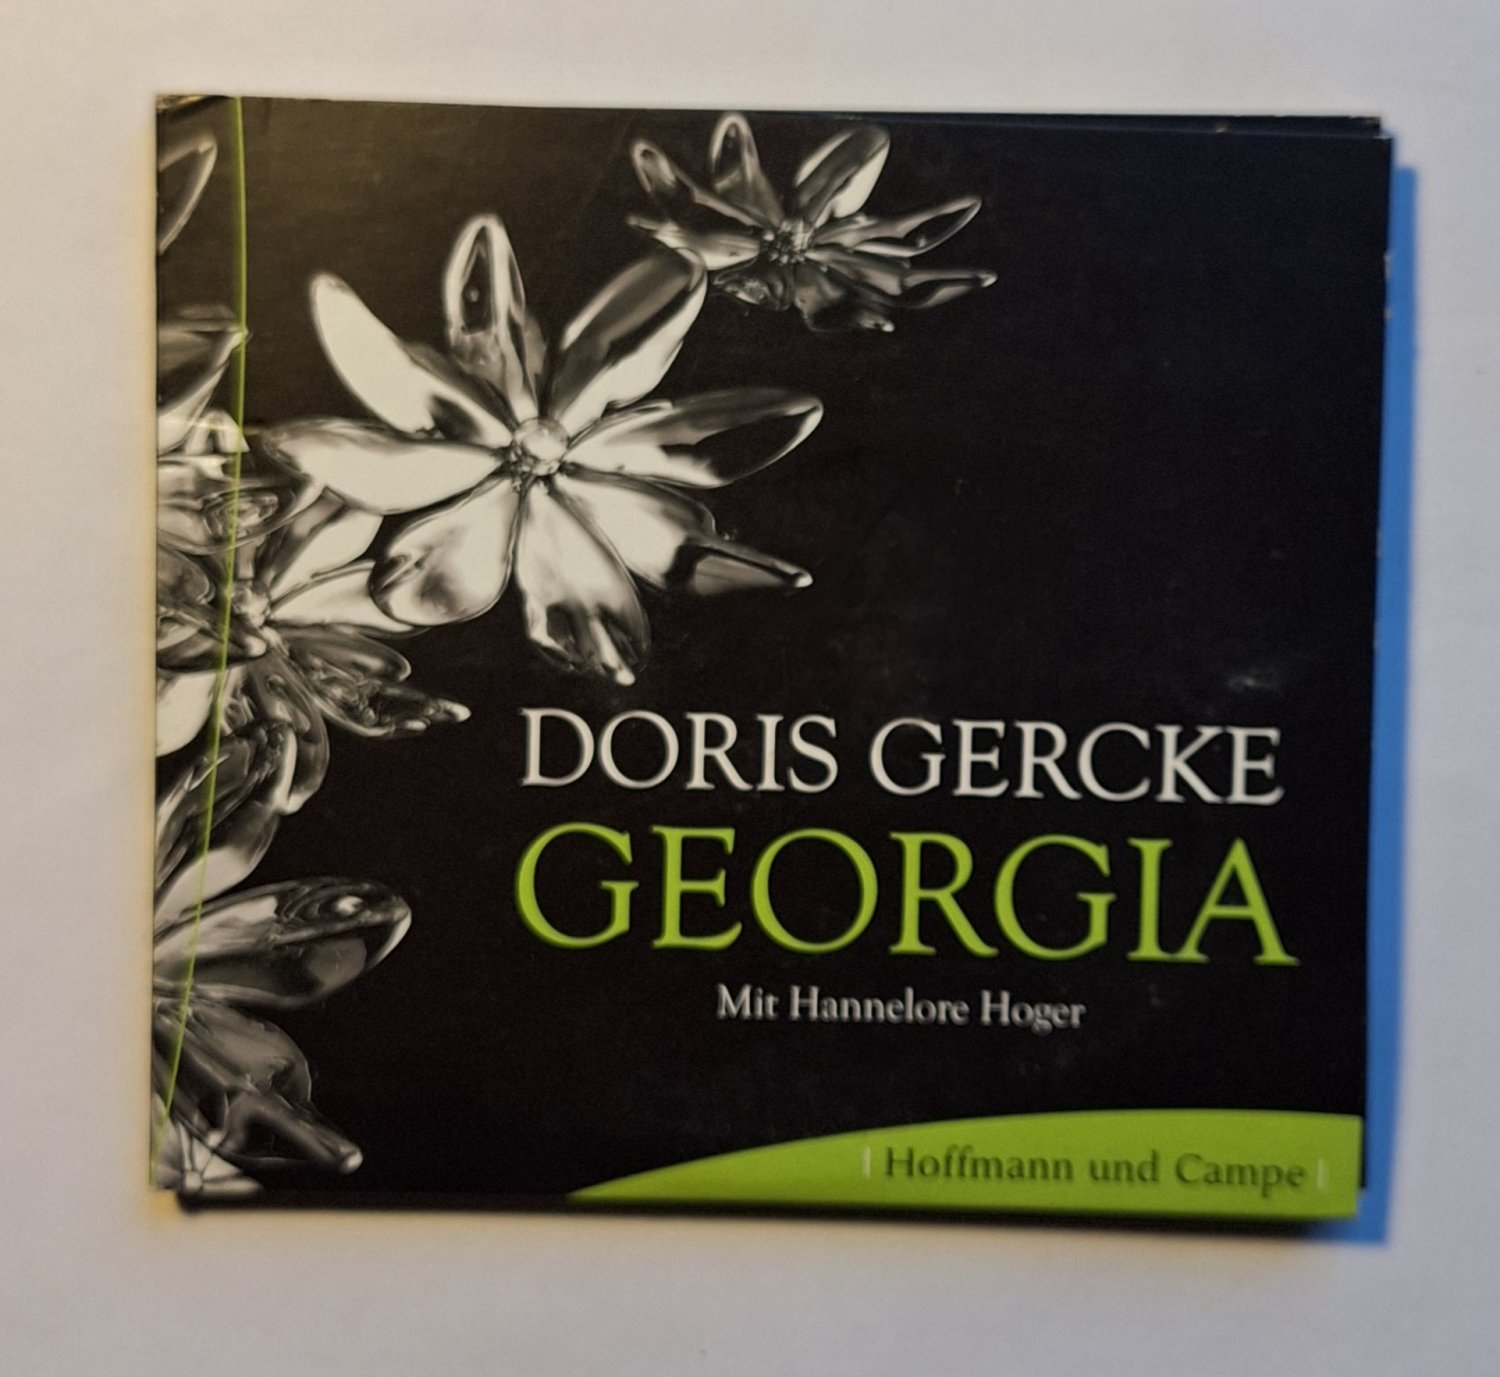 DORIS GERCKE
GEORGIA
Mit Hannelore Hoger
| Hoffmann und Campe |